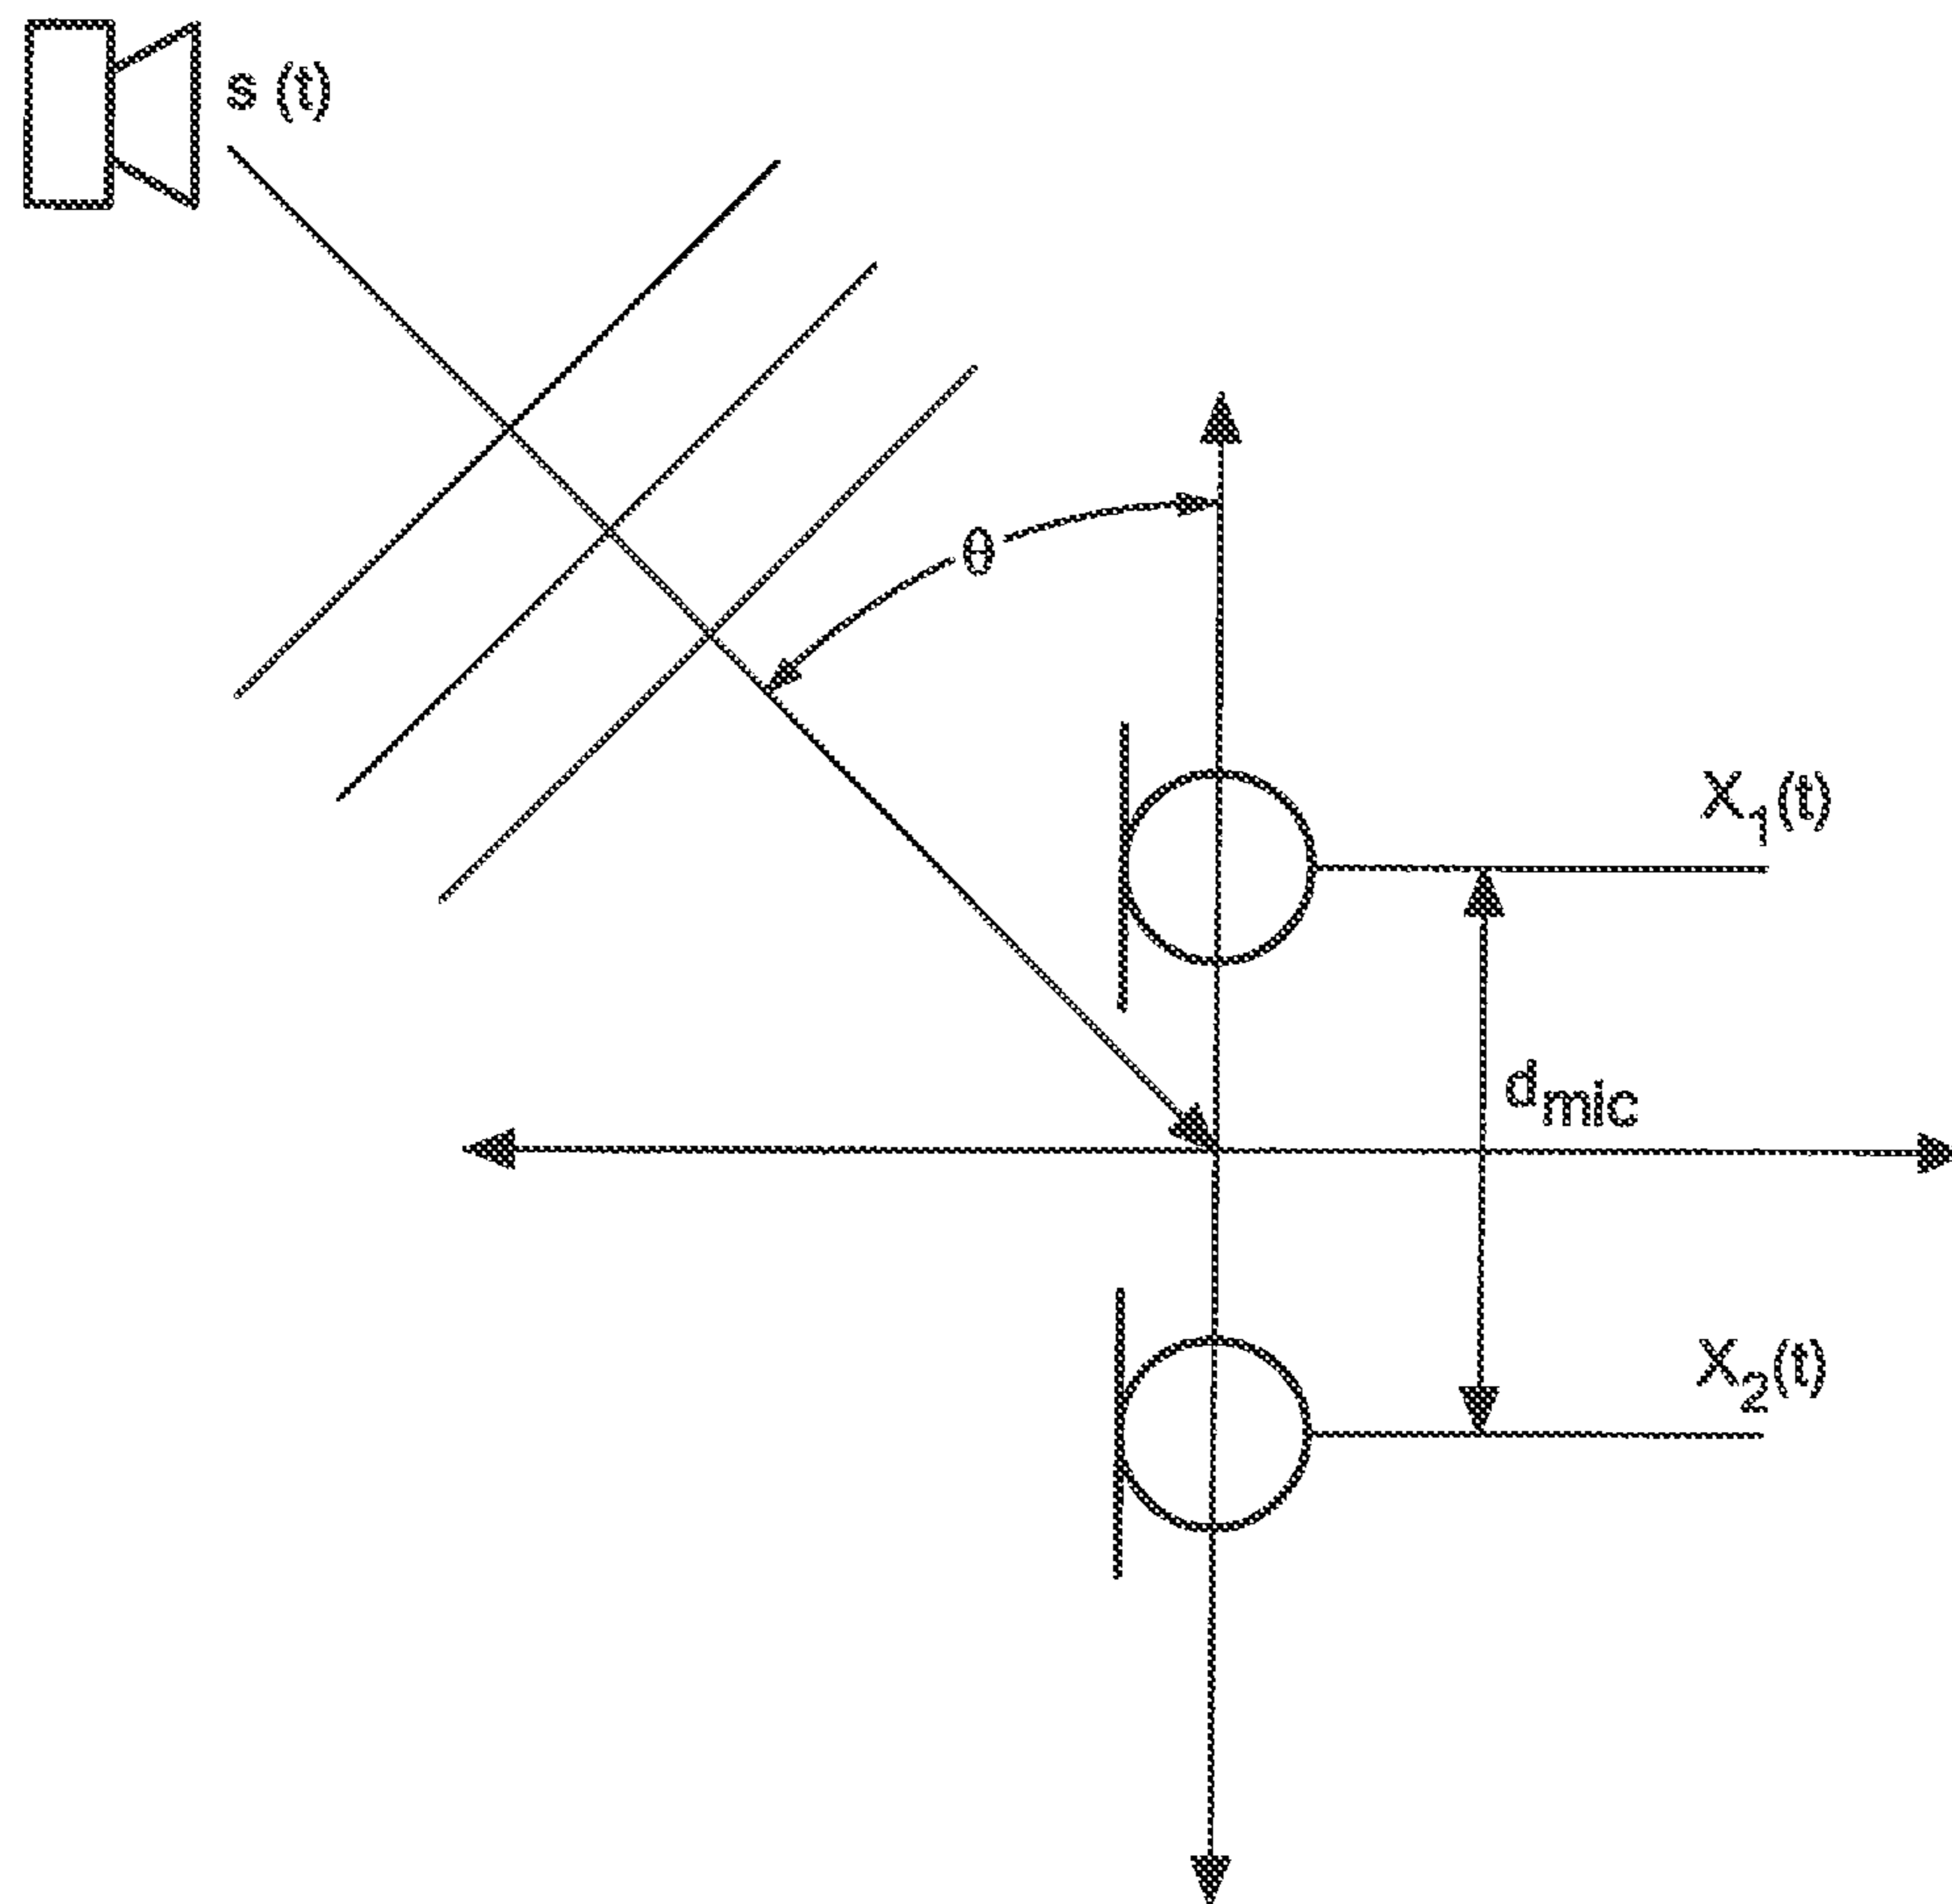 s (t)
θ
X₁(t)
dₘᵢ𝒸
X₂(t)